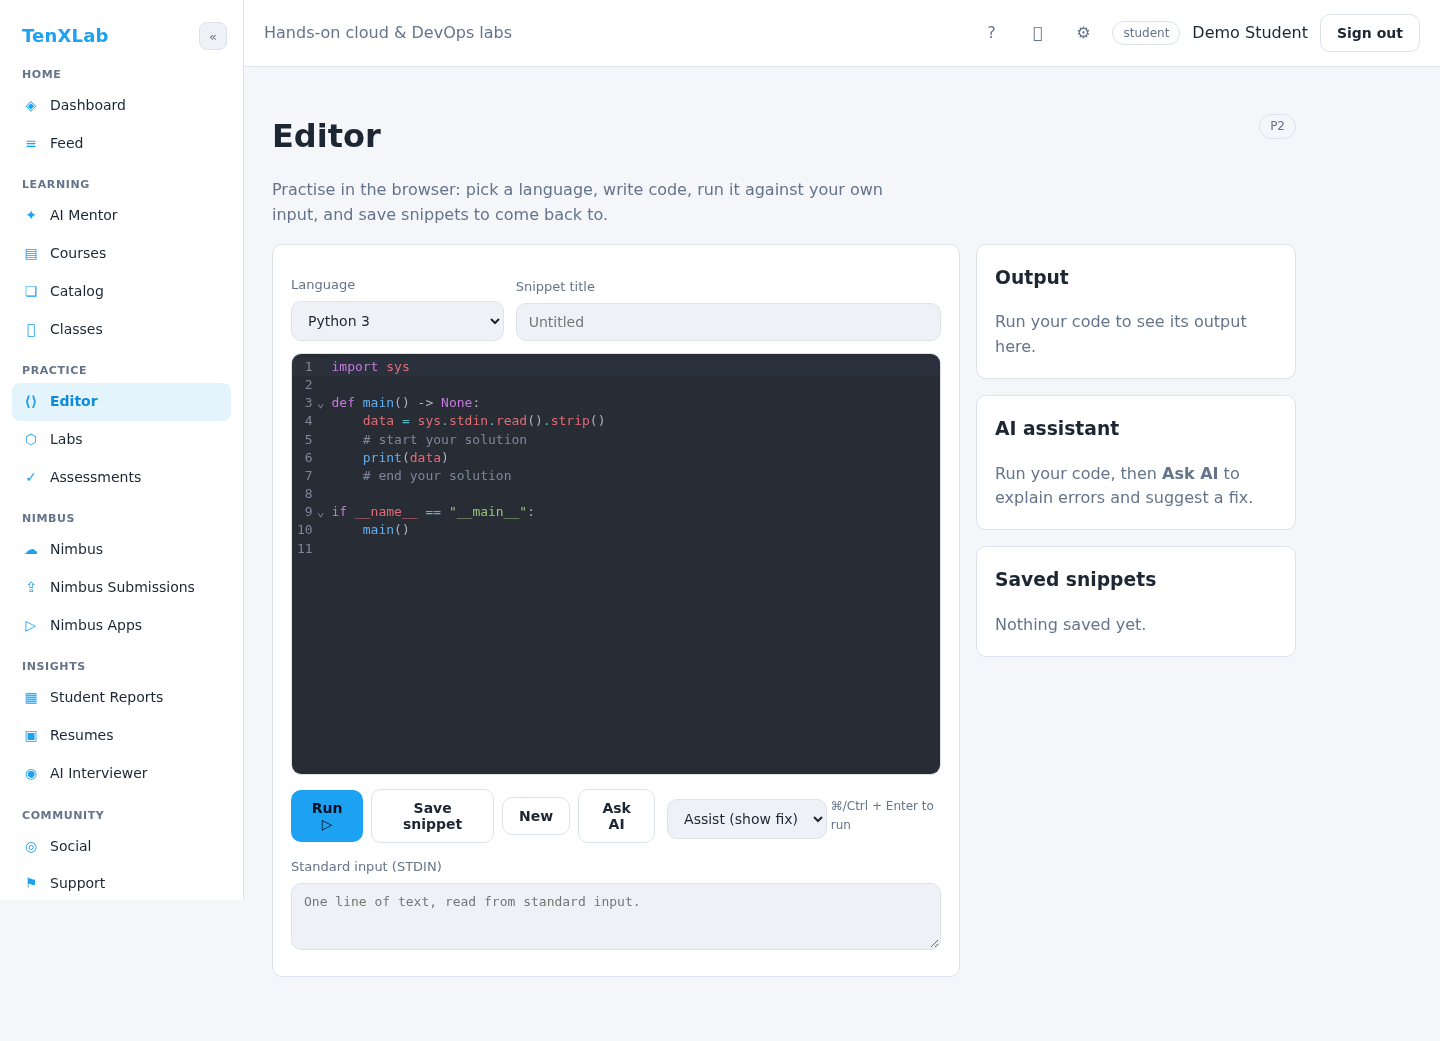 TenXLab
«
HOME
Dashboard
Feed
LEARNING
AI Mentor
Courses
Catalog
Classes
PRACTICE
Editor
Labs
Assessments
NIMBUS
Nimbus
Nimbus Submissions
Nimbus Apps
INSIGHTS
Student Reports
Resumes
AI Interviewer
COMMUNITY
Social
Support
Hands-on cloud & DevOps labs
?
student
Demo Student
Sign out
Editor
P2
Practise in the browser: pick a language, write code, run it against your own
input, and save snippets to come back to.
Language
Snippet title
Python 3
Untitled
1 import sys
2
3 def main() -> None:
4     data = sys.stdin.read().strip()
5     # start your solution
6     print(data)
7     # end your solution
8
9 if __name__ == "__main__":
10     main()
11
Run ▷
Save
snippet
New
Ask
AI
Assist (show fix)
⌘/Ctrl + Enter to
run
Standard input (STDIN)
One line of text, read from standard input.
Output
Run your code to see its output
here.
AI assistant
Run your code, then Ask AI to
explain errors and suggest a fix.
Saved snippets
Nothing saved yet.